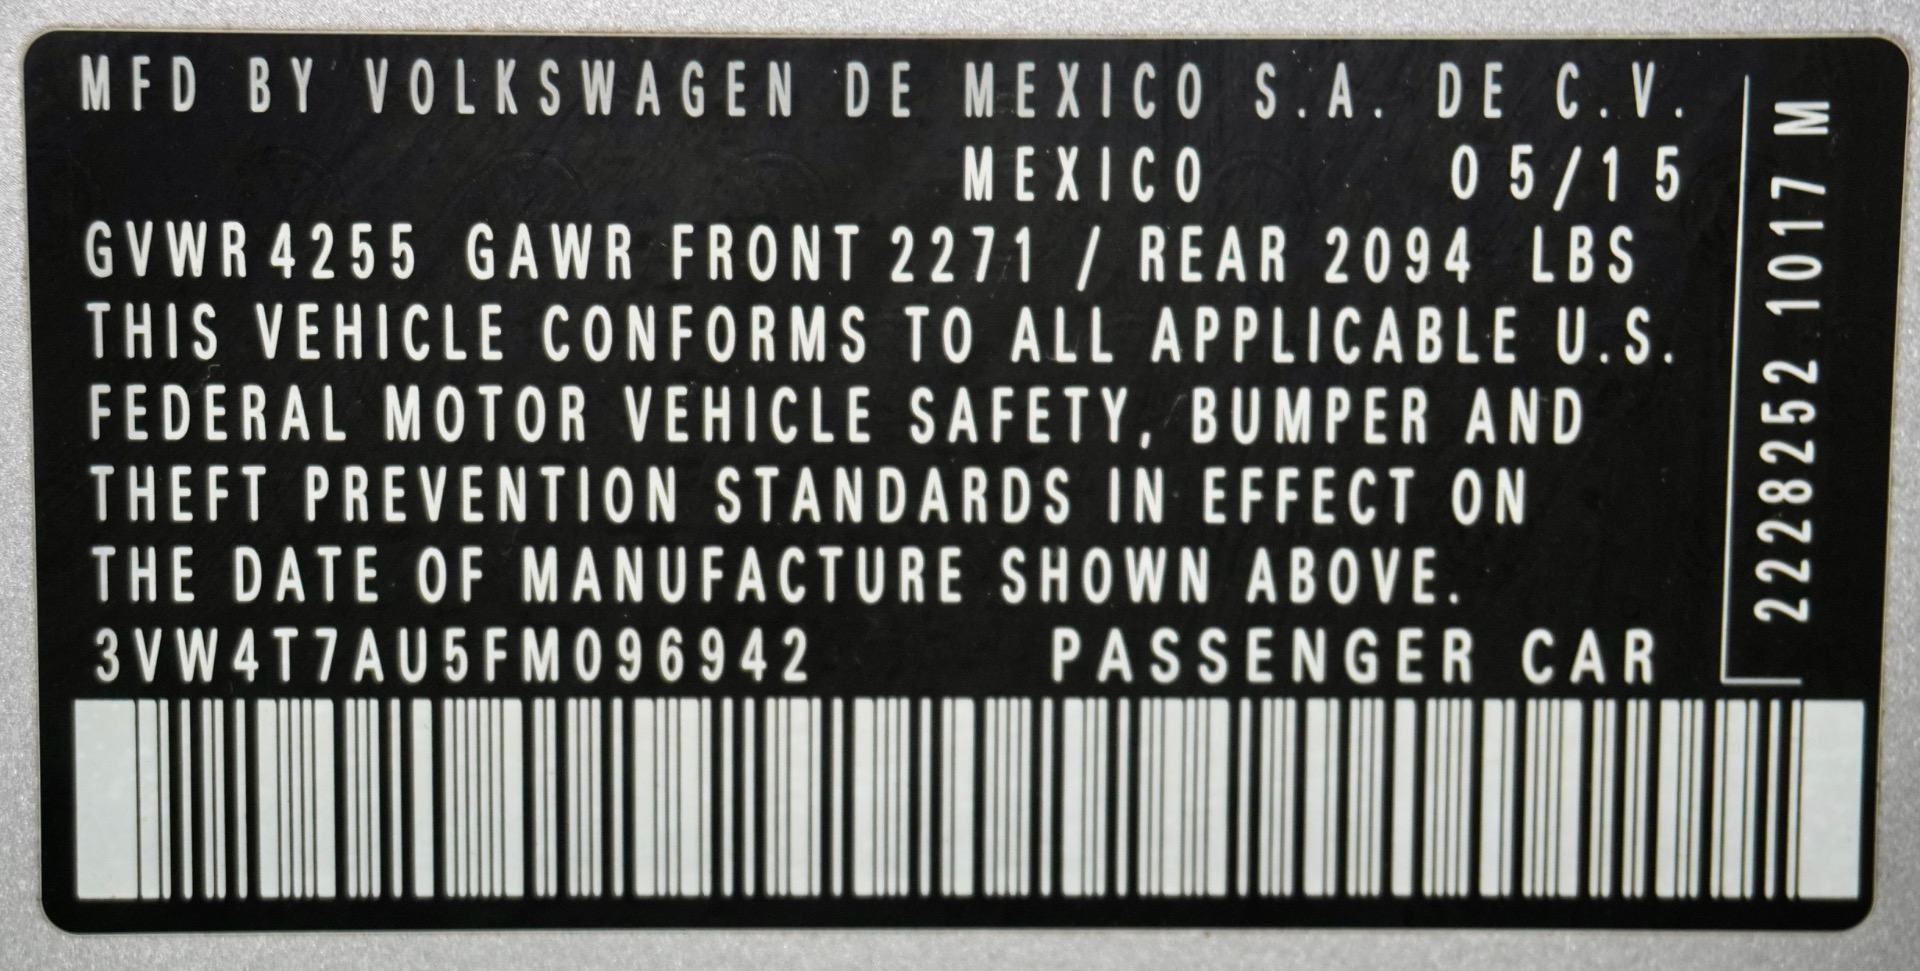 MFD BY VOLKSWAGEN DE MEXICO S.A. DE C.V.
MEXICO 05/15
GVWR 4255 GAWR FRONT 2271 / REAR 2094 LBS
THIS VEHICLE CONFORMS TO ALL APPLICABLE U.S.
FEDERAL MOTOR VEHICLE SAFETY, BUMPER AND
THEFT PREVENTION STANDARDS IN EFFECT ON
THE DATE OF MANUFACTURE SHOWN ABOVE.
3VW4T7AU5FM096942 PASSENGER CAR
2228252 1017 M